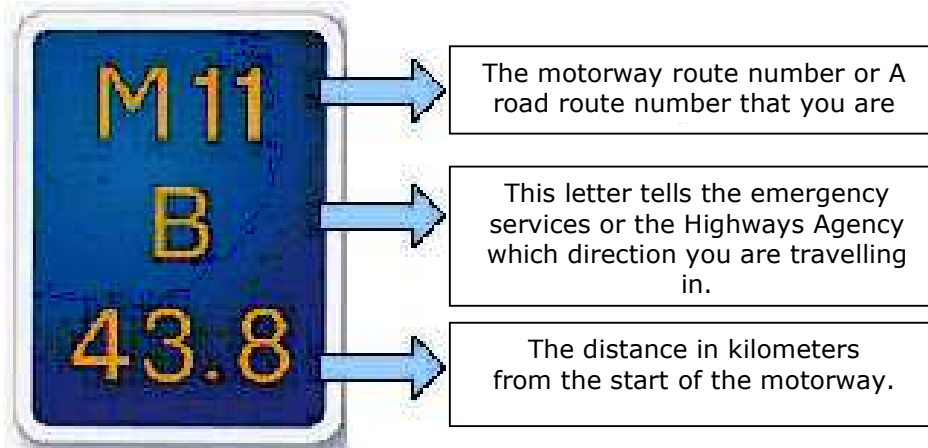 M11
The motorway route number or A
road route number that you are
B
This letter tells the emergency
services or the Highways Agency
which direction you are travelling
in.
43.8
The distance in kilometers
from the start of the motorway.